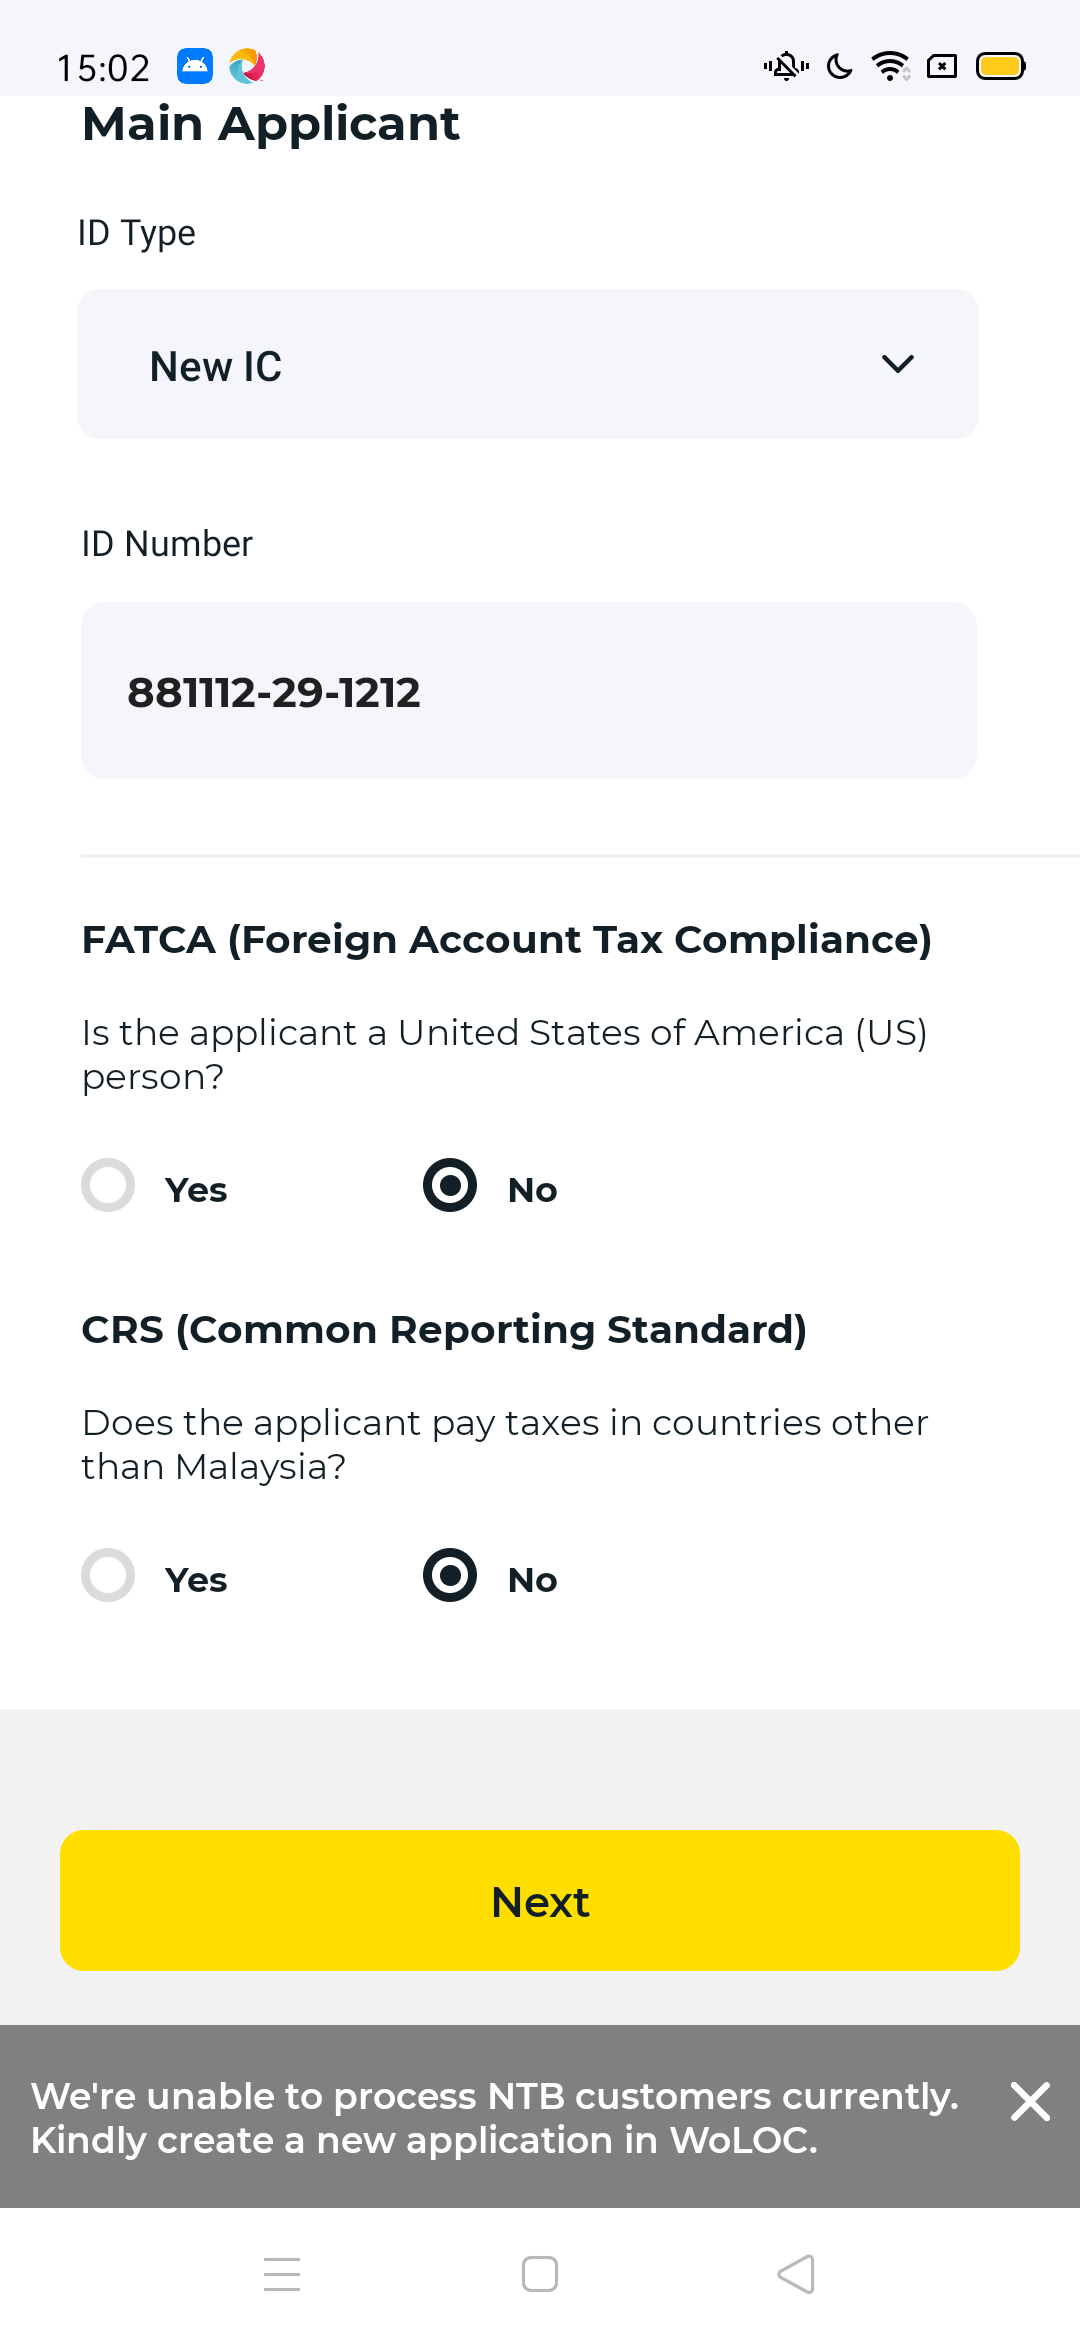 15:02
Main Applicant
ID Type
New IC
ID Number
881112-29-1212
FATCA (Foreign Account Tax Compliance)
Is the applicant a United States of America (US)
person?
Yes No
CRS (Common Reporting Standard)
Does the applicant pay taxes in countries other
than Malaysia?
Yes No
Next
We're unable to process NTB customers currently.
Kindly create a new application in WoLOC.